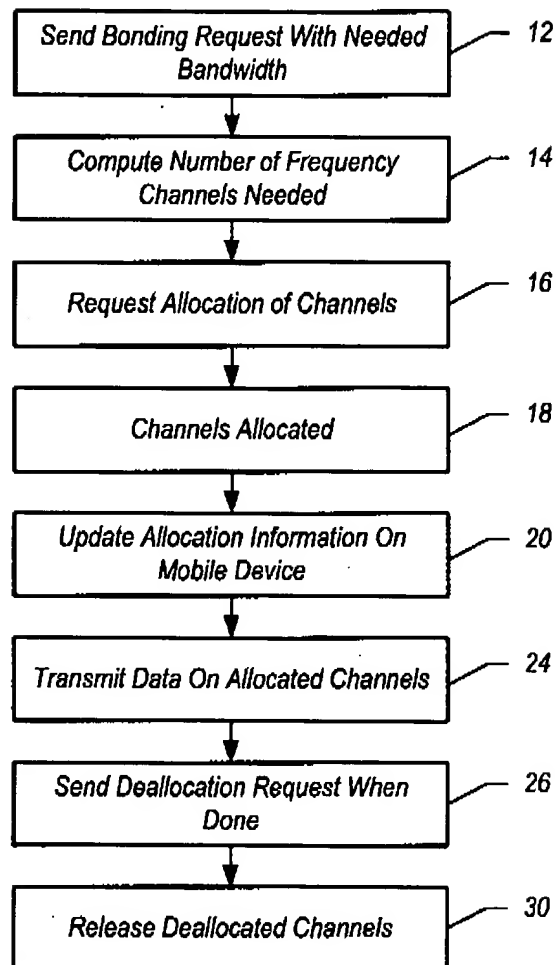 Send Bonding Request With Needed
Bandwidth
12
Compute Number of Frequency
Channels Needed
14
Request Allocation of Channels
16
Channels Allocated
18
Update Allocation Information On
Mobile Device
20
Transmit Data On Allocated Channels
24
Send Deallocation Request When
Done
26
Release Deallocated Channels
30